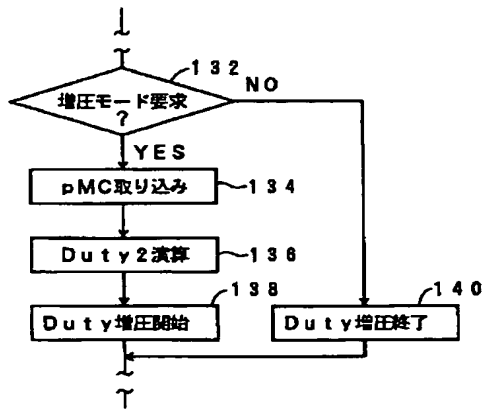 132
増圧モード要求
?
NO
YES
pMC取り込み
134
Duty2演算
136
138
140
Duty増圧開始
Duty増圧終了